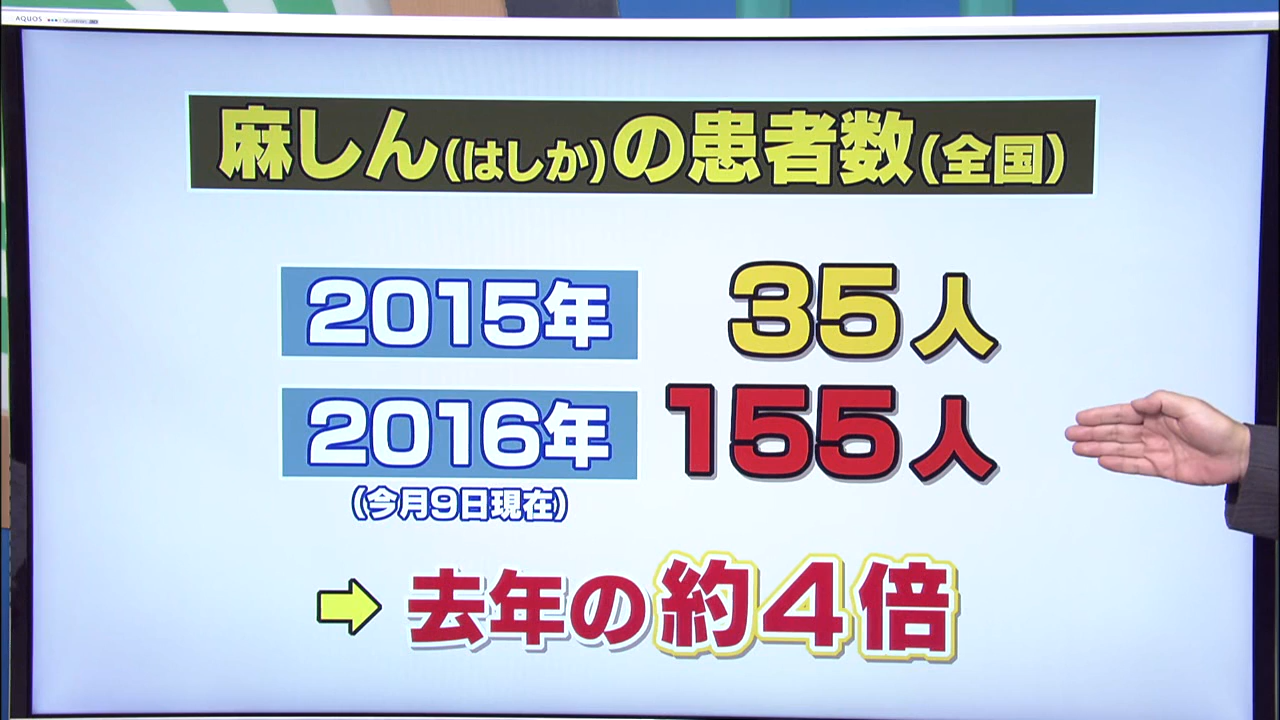 AQUOS
麻しん(はしか)の患者数(全国)
2015年 35人
2016年 155人
(今月9日現在)
去年の約4倍